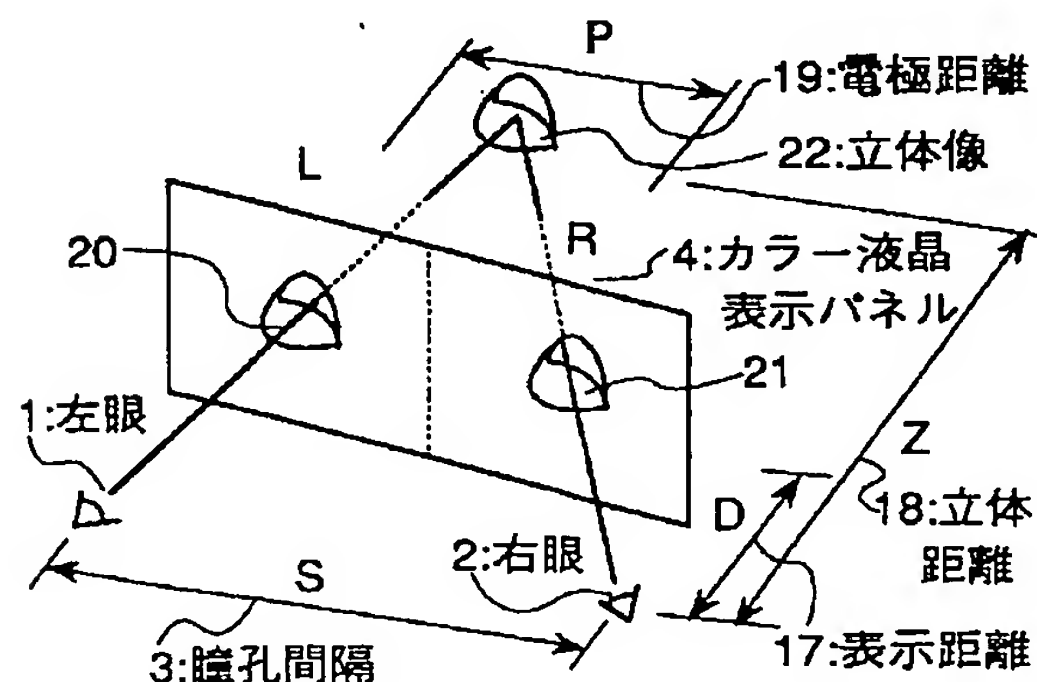 P
19:電極距離
22:立体像
L
R
20
4:カラー液晶
表示パネル
21
1:左眼
Z
D
18:立体
距離
2:右眼
S
3:瞳孔間隔
17:表示距離